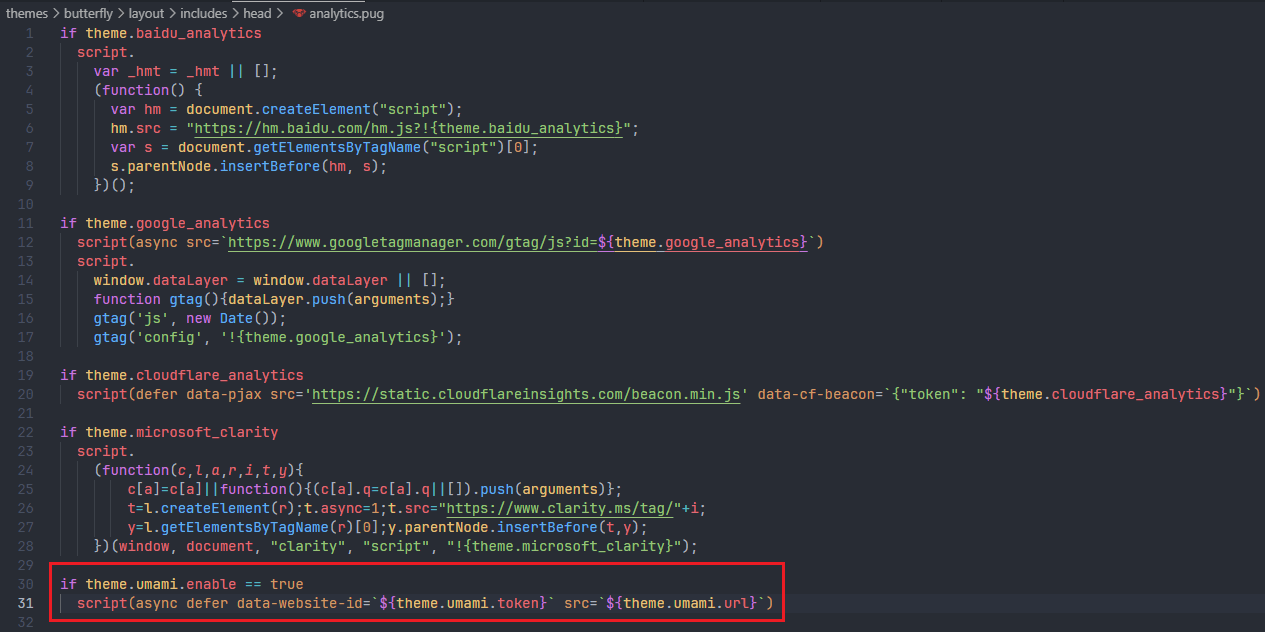 themes > butterfly > layout > includes > head > analytics.pug
1 if theme.baidu_analytics
2   script.
3     var _hmt = _hmt || [];
4     (function() {
5       var hm = document.createElement("script");
6       hm.src = "https://hm.baidu.com/hm.js?!{theme.baidu_analytics}";
7       var s = document.getElementsByTagName("script")[0];
8       s.parentNode.insertBefore(hm, s);
9     })();
10
11 if theme.google_analytics
12   script(async src=`https://www.googletagmanager.com/gtag/js?id=${theme.google_analytics}`)
13   script.
14     window.dataLayer = window.dataLayer || [];
15     function gtag(){dataLayer.push(arguments);}
16     gtag('js', new Date());
17     gtag('config', '!{theme.google_analytics}');
18
19 if theme.cloudflare_analytics
20   script(defer data-pjax src='https://static.cloudflareinsights.com/beacon.min.js' data-cf-beacon=`{"token": "${theme.cloudflare_analytics}"}`)
21
22 if theme.microsoft_clarity
23   script.
24     (function(c,l,a,r,i,t,y){
25         c[a]=c[a]||function(){(c[a].q=c[a].q||[]).push(arguments)};
26         t=l.createElement(r);t.async=1;t.src="https://www.clarity.ms/tag/"+i;
27         y=l.getElementsByTagName(r)[0];y.parentNode.insertBefore(t,y);
28     })(window, document, "clarity", "script", "!{theme.microsoft_clarity}");
29
30 if theme.umami.enable == true
31   script(async defer data-website-id=`${theme.umami.token}` src=`${theme.umami.url}`)
32